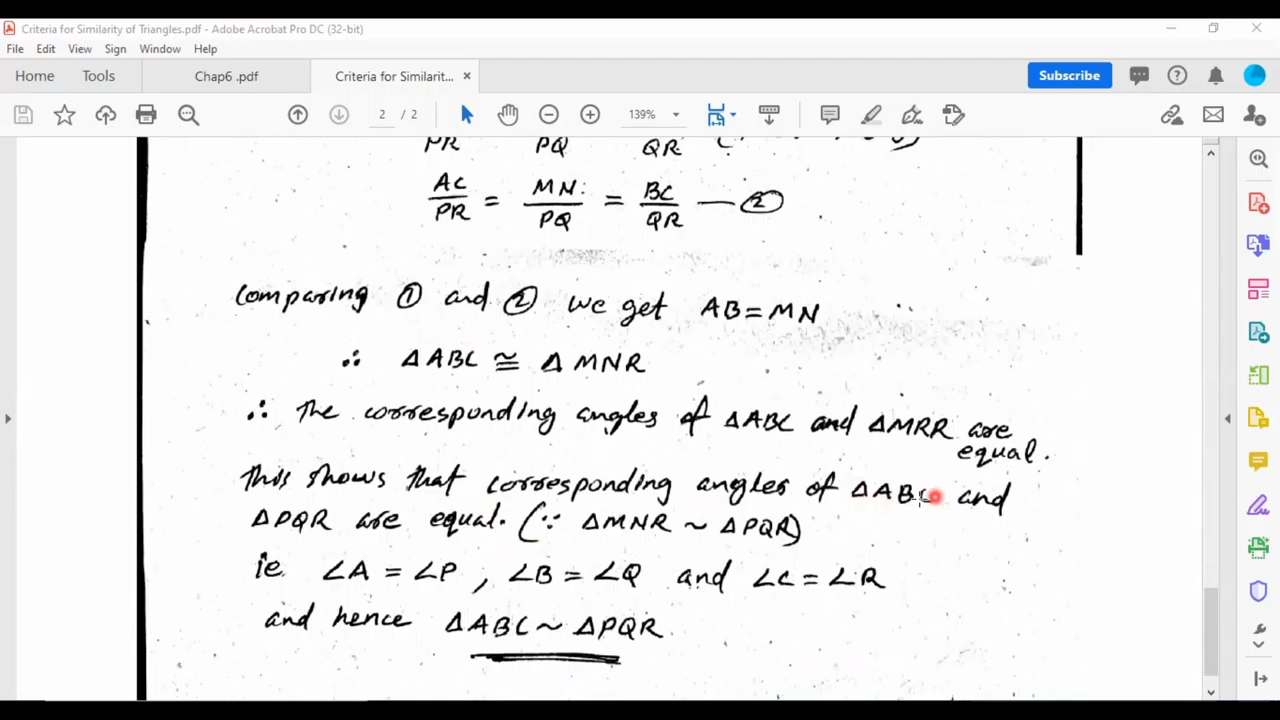 Criteria for Similarity of Triangles.pdf - Adobe Acrobat Pro DC (32-bit)
File Edit View Sign Window Help
Home Tools Chap6 .pdf Criteria for Similarit... × Subscribe
2 / 2 139%
PR PQ QR
AC/PR = MN/PQ = BC/QR — ②
Comparing ① and ② we get AB = MN
∴ ΔABC ≅ ΔMNR
∴ The corresponding angles of ΔABC and ΔMRR are equal.
This shows that corresponding angles of ΔABC and
ΔPQR are equal. (∵ ΔMNR ~ ΔPQR)
ie. ∠A = ∠P , ∠B = ∠Q and ∠C = ∠R
and hence ΔABC ~ ΔPQR.